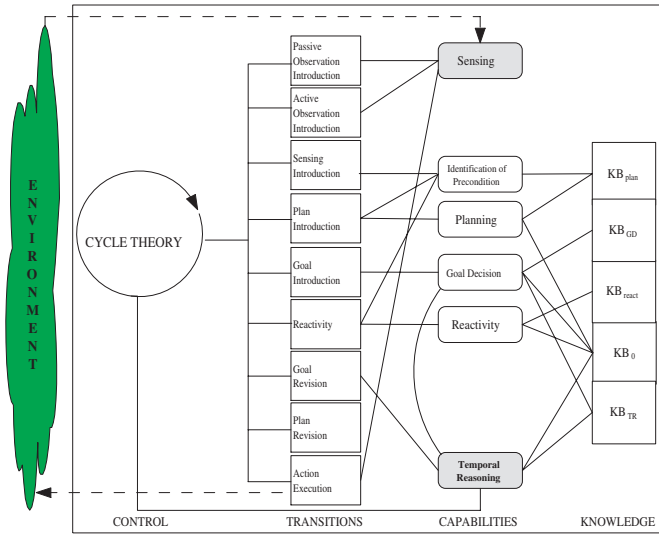 ENVIRONMENT
CYCLE THEORY
Passive
Observation
Introduction
Active
Observation
Introduction
Sensing
Introduction
Plan
Introduction
Goal
Introduction
Reactivity
Goal
Revision
Plan
Revision
Action
Execution
Sensing
Identification of
Precondition
Planning
Goal Decision
Reactivity
Temporal
Reasoning
KB plan
KB GD
KB react
KB 0
KB TR
CONTROL TRANSITIONS CAPABILITIES KNOWLEDGE